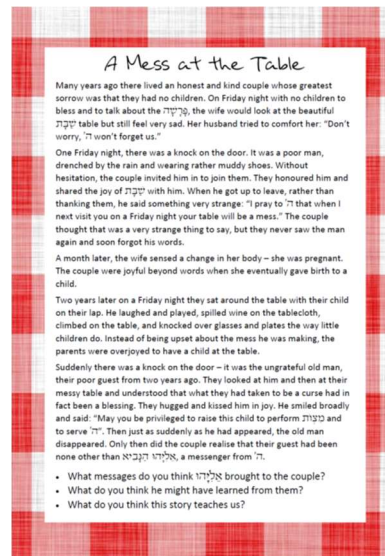 A Mess at the Table
Many years ago there lived an honest and kind couple whose greatest
sorrow was that they had no children. On Friday night with no children to
bless and to talk about the פָּרָשָׁה, the wife would look at the beautiful
שַׁבָּת table but still feel very sad. Her husband tried to comfort her: “Don't
worry, ה' won't forget us.”
One Friday night, there was a knock on the door. It was a poor man,
drenched by the rain and wearing rather muddy shoes. Without
hesitation, the couple invited him in to join them. They honoured him and
shared the joy of שַׁבָּת with him. When he got up to leave, rather than
thanking them, he said something very strange: “I pray to ה' that when I
next visit you on a Friday night your table will be a mess.” The couple
thought that was a very strange thing to say, but they never saw the man
again and soon forgot his words.
A month later, the wife sensed a change in her body – she was pregnant.
The couple were joyful beyond words when she eventually gave birth to a
child.
Two years later on a Friday night they sat around the table with their child
on their lap. He laughed and played, spilled wine on the tablecloth,
climbed on the table, and knocked over glasses and plates the way little
children do. Instead of being upset about the mess he was making, the
parents were overjoyed to have a child at the table.
Suddenly there was a knock on the door – it was the ungrateful old man,
their poor guest from two years ago. They looked at him and then at their
messy table and understood that what they had taken to be a curse had in
fact been a blessing. They hugged and kissed him in joy. He smiled broadly
and said: “May you be privileged to raise this child to perform מִצְוֹת and
to serve ה'”. Then just as suddenly as he had appeared, the old man
disappeared. Only then did the couple realise that their guest had been
none other than אֵלִיָּהוּ הַנָּבִיא, a messenger from ה'.
• What messages do you think אֵלִיָּהוּ brought to the couple?
• What do you think he might have learned from them?
• What do you think this story teaches us?